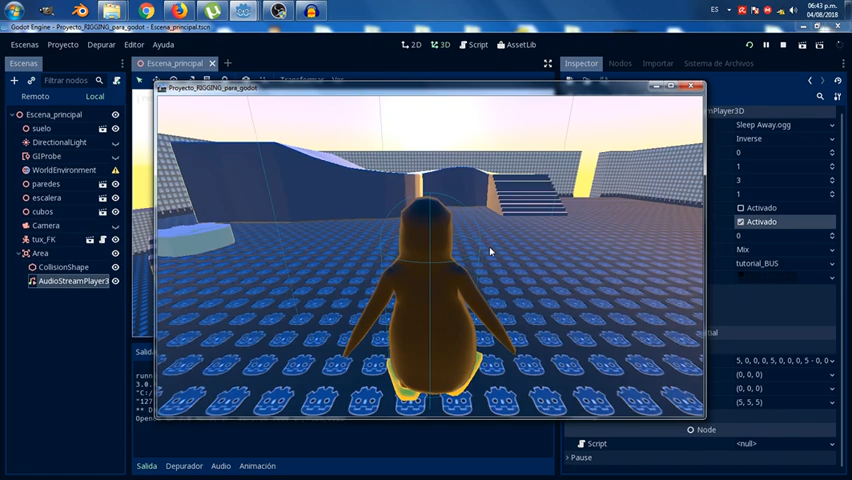 ES
06:43 p.m.
04/08/2018
Godot Engine - Proyecto_RIGGING_para_godot - Escena_principal.tscn
Escenas Proyecto Depurar Editor Ayuda
2D 3D Script AssetLib
Escenas
Escena_principal
Inspector Nodos Importar Sistema de Archivos
Filtrar nodos
Remoto Local
Proyecto_RIGGING_para_godot
Escena_principal
suelo
DirectionalLight
GIProbe
WorldEnvironment
paredes
escalera
cubos
Camera
tux_FK
Area
CollisionShape
AudioStreamPlayer3
Sleep Away.ogg
Inverse
0
1
3
1
Activado
Activado
0
Mix
tutorial_BUS
5, 0, 0, 0, 5, 0, 0, 0, 5 - 0, 0
(0, 0, 0)
(0, 0, 0)
(5, 5, 5)
Node
Script <null>
Pause
Salida Depurador Audio Animación